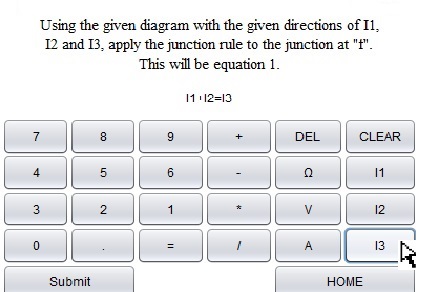 Using the given diagram with the given directions of I1,
I2 and I3, apply the junction rule to the junction at "f".
This will be equation 1.
I1+I2=I3
7 8 9 + DEL CLEAR
4 5 6 - Ω I1
3 2 1 * V I2
0 . = / A I3
Submit HOME